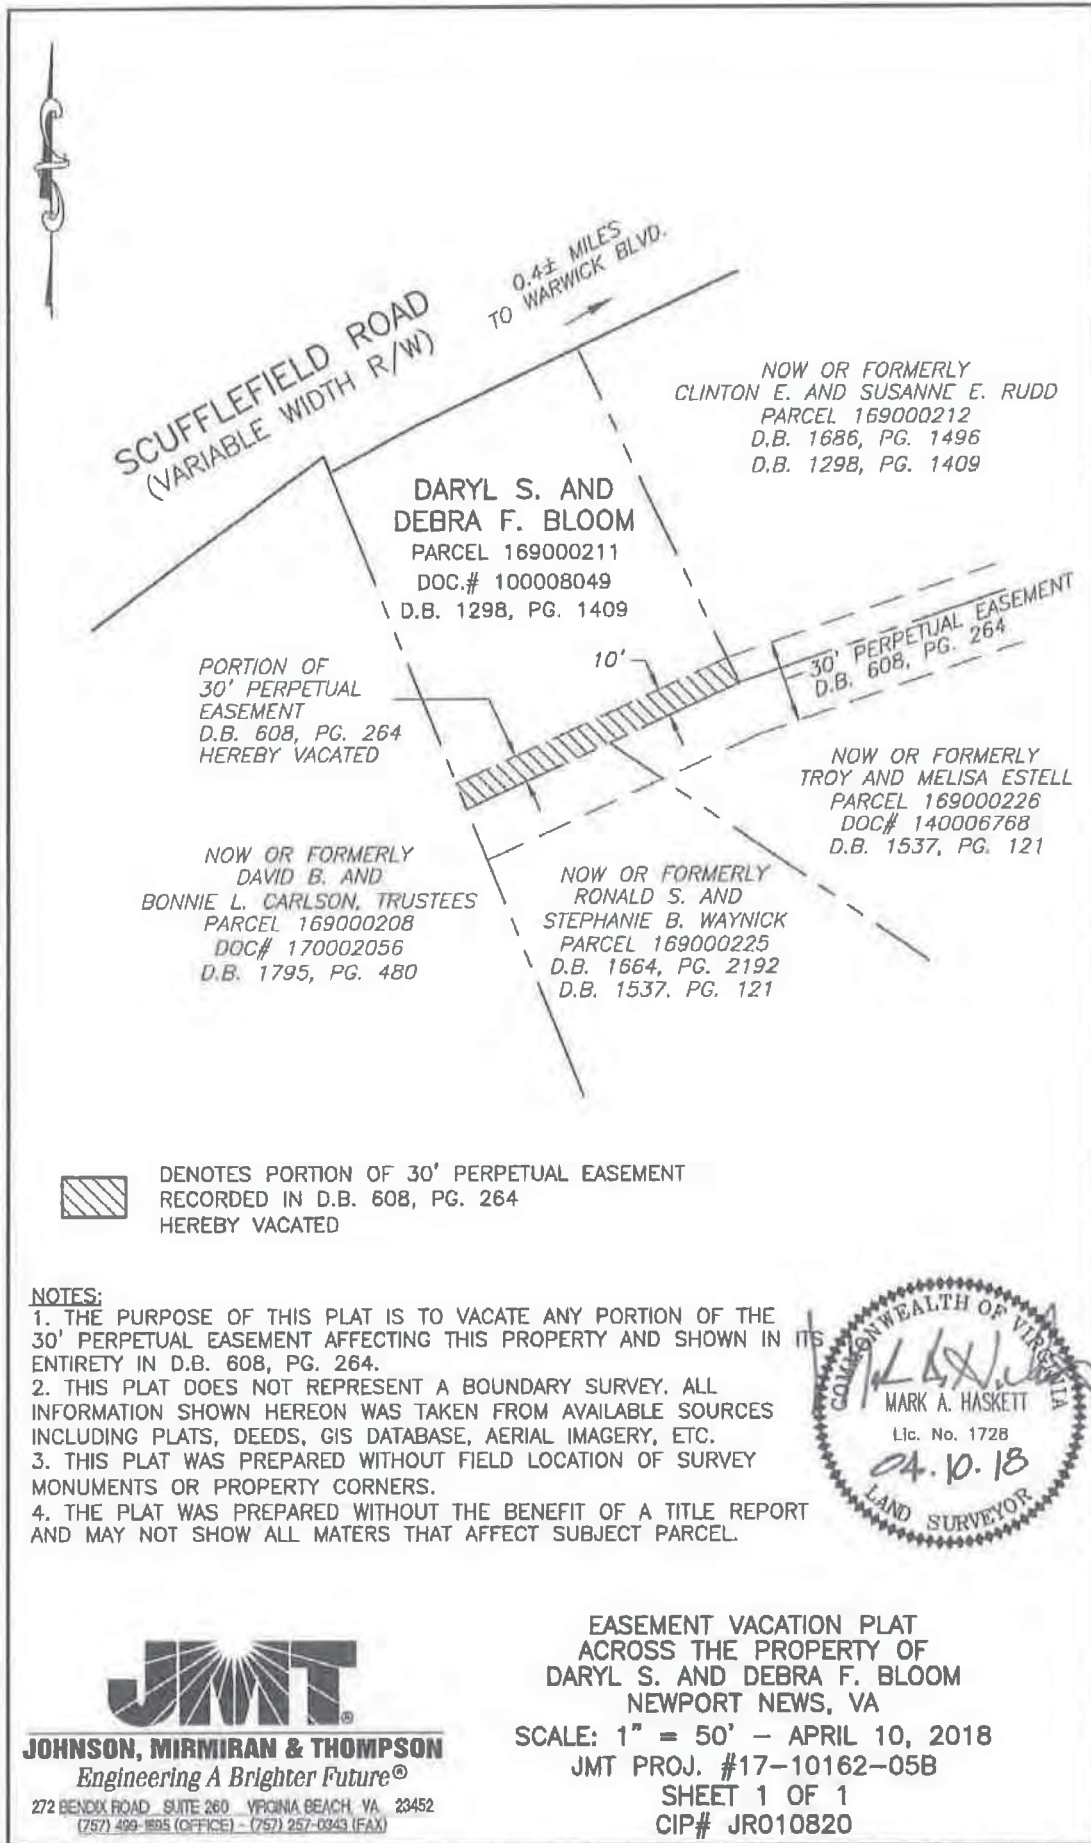 0.4± MILES
TO WARWICK BLVD.
SCUFFLEFIELD ROAD
(VARIABLE WIDTH R/W)
NOW OR FORMERLY
CLINTON E. AND SUSANNE E. RUDD
PARCEL 169000212
D.B. 1686, PG. 1496
D.B. 1298, PG. 1409
DARYL S. AND
DEBRA F. BLOOM
PARCEL 169000211
DOC.# 100008049
D.B. 1298, PG. 1409
10'
30' PERPETUAL EASEMENT
D.B. 608, PG. 264
PORTION OF
30' PERPETUAL
EASEMENT
D.B. 608, PG. 264
HEREBY VACATED
NOW OR FORMERLY
TROY AND MELISA ESTELL
PARCEL 169000226
DOC# 140006768
D.B. 1537, PG. 121
NOW OR FORMERLY
DAVID B. AND
BONNIE L. CARLSON, TRUSTEES
PARCEL 169000208
DOC# 170002056
D.B. 1795, PG. 480
NOW OR FORMERLY
RONALD S. AND
STEPHANIE B. WAYNICK
PARCEL 169000225
D.B. 1664, PG. 2192
D.B. 1537. PG. 121
DENOTES PORTION OF 30' PERPETUAL EASEMENT
RECORDED IN D.B. 608, PG. 264
HEREBY VACATED
NOTES:
1. THE PURPOSE OF THIS PLAT IS TO VACATE ANY PORTION OF THE
30' PERPETUAL EASEMENT AFFECTING THIS PROPERTY AND SHOWN IN ITS
ENTIRETY IN D.B. 608, PG. 264.
2. THIS PLAT DOES NOT REPRESENT A BOUNDARY SURVEY. ALL
INFORMATION SHOWN HEREON WAS TAKEN FROM AVAILABLE SOURCES
INCLUDING PLATS, DEEDS, GIS DATABASE, AERIAL IMAGERY, ETC.
3. THIS PLAT WAS PREPARED WITHOUT FIELD LOCATION OF SURVEY
MONUMENTS OR PROPERTY CORNERS.
4. THE PLAT WAS PREPARED WITHOUT THE BENEFIT OF A TITLE REPORT
AND MAY NOT SHOW ALL MATERS THAT AFFECT SUBJECT PARCEL.
COMMONWEALTH OF VIRGINIA
MARK A. HASKETT
Lic. No. 1728
04.10.18
LAND SURVEYOR
JMT®
JOHNSON, MIRMIRAN & THOMPSON
Engineering A Brighter Future®
272 BENDIX ROAD SUITE 260 VIRGINIA BEACH, VA 23452
(757) 499-1895 (OFFICE) - (757) 257-0343 (FAX)
EASEMENT VACATION PLAT
ACROSS THE PROPERTY OF
DARYL S. AND DEBRA F. BLOOM
NEWPORT NEWS, VA
SCALE: 1" = 50' - APRIL 10, 2018
JMT PROJ. #17-10162-05B
SHEET 1 OF 1
CIP# JR010820